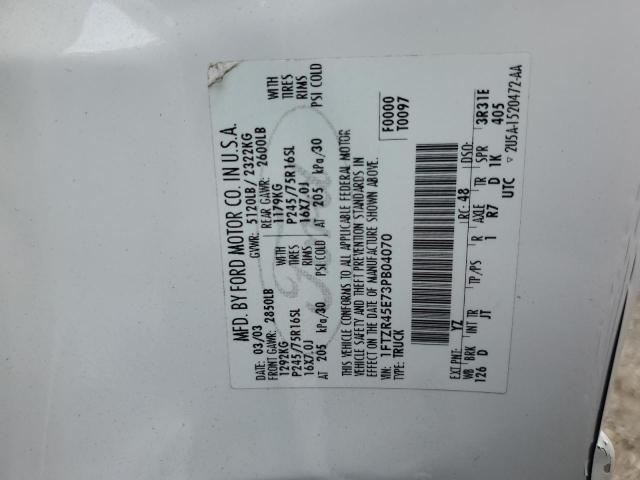 MFD. BY FORD MOTOR CO. IN U.S.A.
DATE: 03/03 GVWR: 5120LB / 2322KG
FRONT GAWR: 2850LB REAR GAWR: 2600LB
1292KG WITH 1179KG WITH
P245/75R16SL TIRES P245/75R16SL TIRES
16X7.0J RIMS 16X7.0J RIMS
AT 205 kPa/30 PSI COLD AT 205 kPa/30 PSI COLD
THIS VEHICLE CONFORMS TO ALL APPLICABLE FEDERAL MOTOR
VEHICLE SAFETY AND THEFT PREVENTION STANDARDS IN
EFFECT ON THE DATE OF MANUFACTURE SHOWN ABOVE.
VIN: 1FTZR45E73PB04070 F0000
TYPE: TRUCK T0097
EXT PNT: YZ RC: 48 DSO: 3R31E
WB BRK INT TR TP/PS R AXLE TR SPR 405
126 D JT 1 R7 D 1K
UTC ▽ 2U5A-1520472-AA
Ford